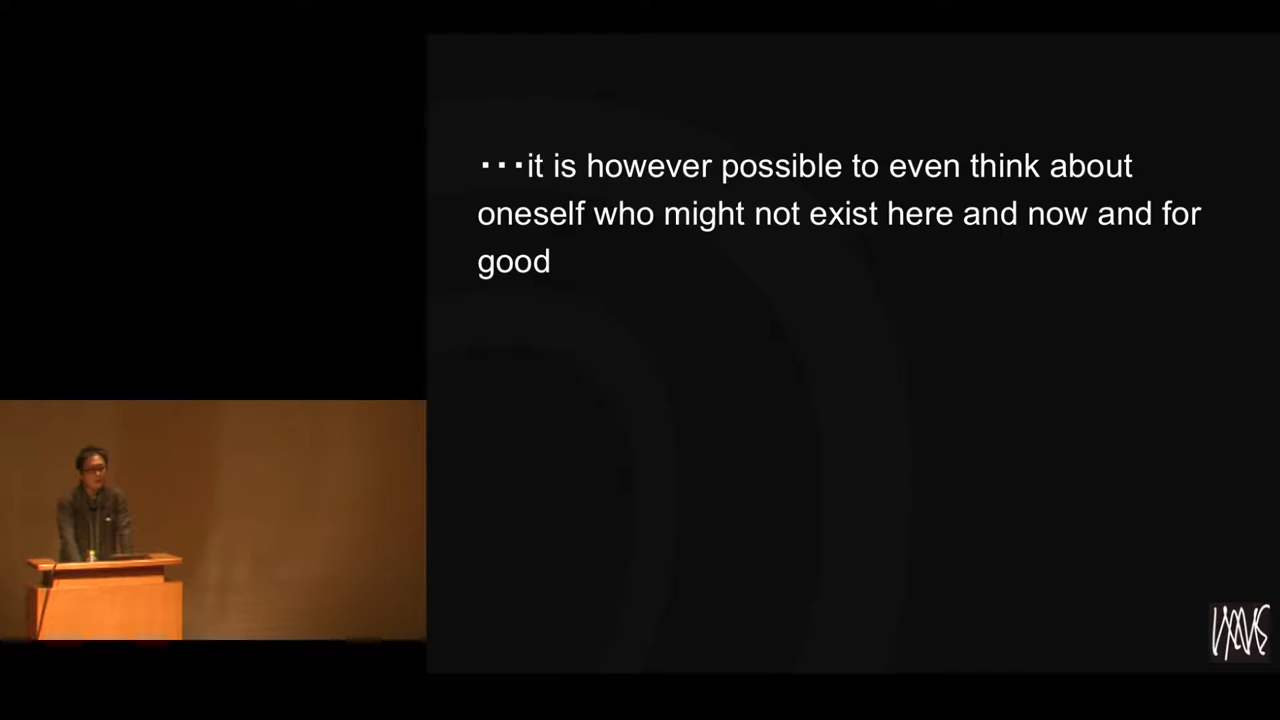 ･･･it is however possible to even think about
oneself who might not exist here and now and for
good